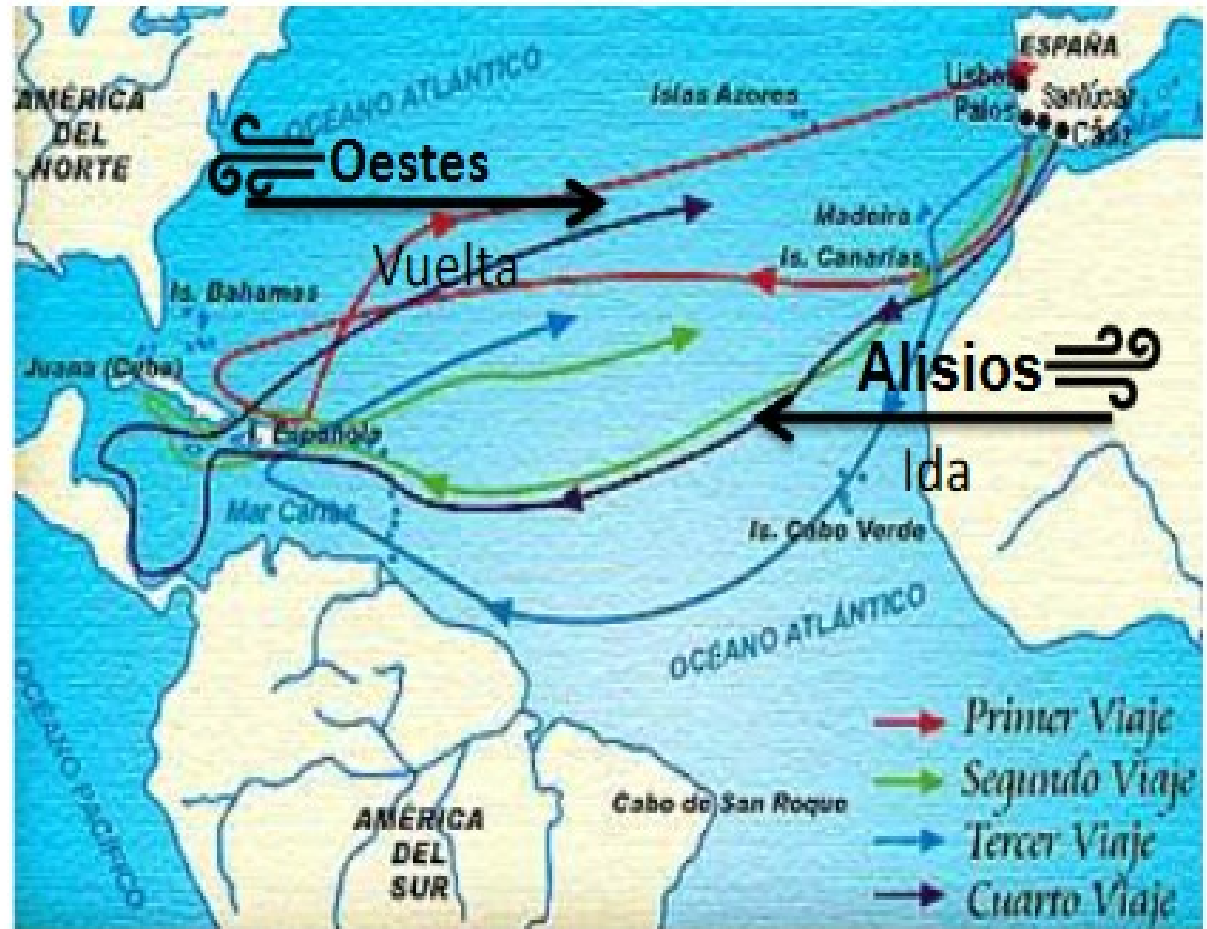 ESPAÑA
OCÉANO ATLÁNTICO
Lisboa
Islas Azores
Sanlúcar
AMÉRICA
DEL
NORTE
Palos
Cádiz
Oestes
Madeira
Vuelta
Is. Canarias
Is. Bahamas
Juana (Cuba)
Alisios
I. Española
Ida
Mar Caribe
Is. Cabo Verde
OCÉANO ATLÁNTICO
OCÉANO PACÍFICO
Primer Viaje
Segundo Viaje
Cabo de San Roque
AMÉRICA
DEL
SUR
Tercer Viaje
Cuarto Viaje